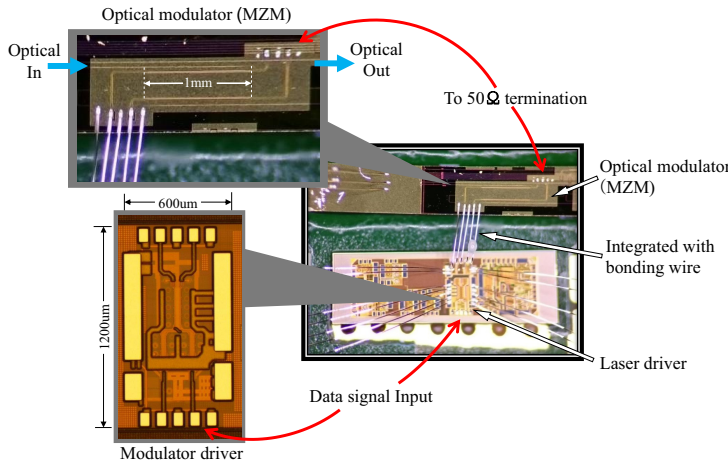 Optical modulator (MZM)
Optical
In
Optical
Out
1mm
To 50Ω termination
600um
1200um
Optical modulator
(MZM)
Integrated with
bonding wire
Laser driver
Data signal Input
Modulator driver